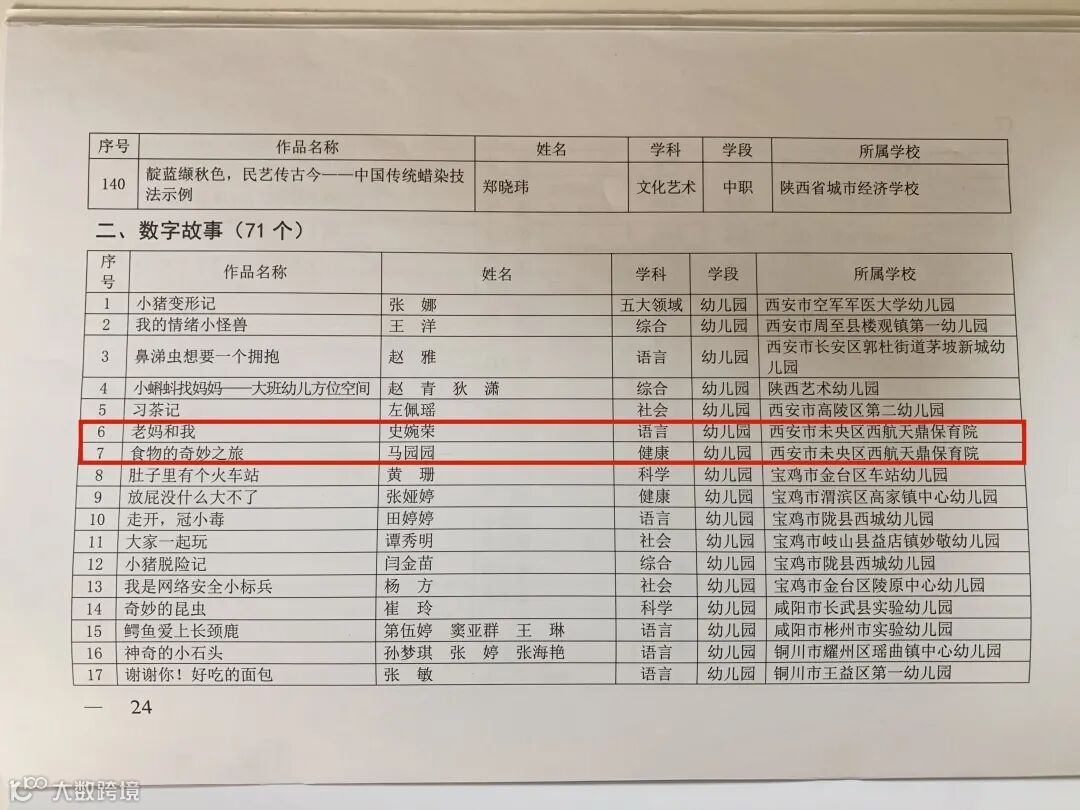 序号 作品名称 姓名 学科 学段 所属学校
140 靛蓝缬秋色，民艺传古今——中国传统蜡染技 郑晓玮 文化艺术 中职 陕西省城市经济学校
法示例
二、数字故事（71 个）
序 作品名称 姓名 学科 学段 所属学校
号
1 小猪变形记 张 娜 五大领域 幼儿园 西安市空军军医大学幼儿园
2 我的情绪小怪兽 王 洋 综合 幼儿园 西安市周至县楼观镇第一幼儿园
3 鼻涕虫想要一个拥抱 赵 雅 语言 幼儿园 西安市长安区郭杜街道茅坡新城幼
儿园
4 小蝌蚪找妈妈——大班幼儿方位空间 赵 青 狄 潇 综合 幼儿园 陕西艺术幼儿园
5 习茶记 左佩瑶 社会 幼儿园 西安市高陵区第二幼儿园
6 老妈和我 史婉荣 语言 幼儿园 西安市未央区西航天鼎保育院
7 食物的奇妙之旅 马园园 健康 幼儿园 西安市未央区西航天鼎保育院
8 肚子里有个火车站 黄 珊 科学 幼儿园 宝鸡市金台区车站幼儿园
9 放屁没什么大不了 张娅婷 健康 幼儿园 宝鸡市渭滨区高家镇中心幼儿园
10 走开，冠小毒 田婷婷 语言 幼儿园 宝鸡市陇县西城幼儿园
11 大家一起玩 谭秀明 社会 幼儿园 宝鸡市岐山县益店镇妙敬幼儿园
12 小猪脱险记 闫金苗 综合 幼儿园 宝鸡市陇县西城幼儿园
13 我是网络安全小标兵 杨 方 社会 幼儿园 宝鸡市金台区陵原中心幼儿园
14 奇妙的昆虫 崔 玲 科学 幼儿园 咸阳市长武县实验幼儿园
15 鳄鱼爱上长颈鹿 第伍婷 窦亚群 王 琳 语言 幼儿园 咸阳市彬州市实验幼儿园
16 神奇的小石头 孙梦琪 张 婷 张海艳 语言 幼儿园 铜川市耀州区瑶曲镇中心幼儿园
17 谢谢你！好吃的面包 张 敏 语言 幼儿园 铜川市王益区第一幼儿园
— 24
大数跨境